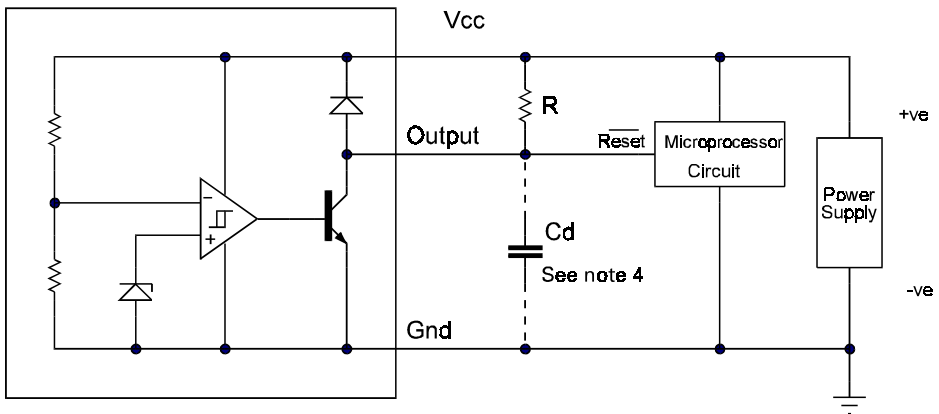 Vcc
R
+ve
Output
Reset
Microprocessor
Circuit
Power
Supply
−
+
Cd
See note 4
-ve
Gnd